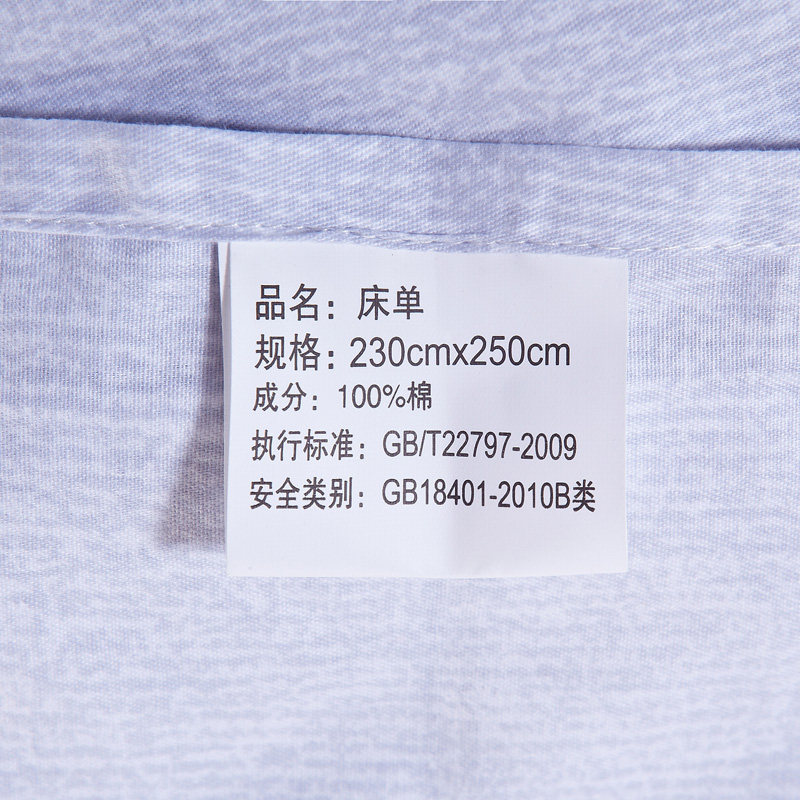 品名：床单
规格：230cmx250cm
成分：100%棉
执行标准：GB/T22797-2009
安全类别：GB18401-2010B类